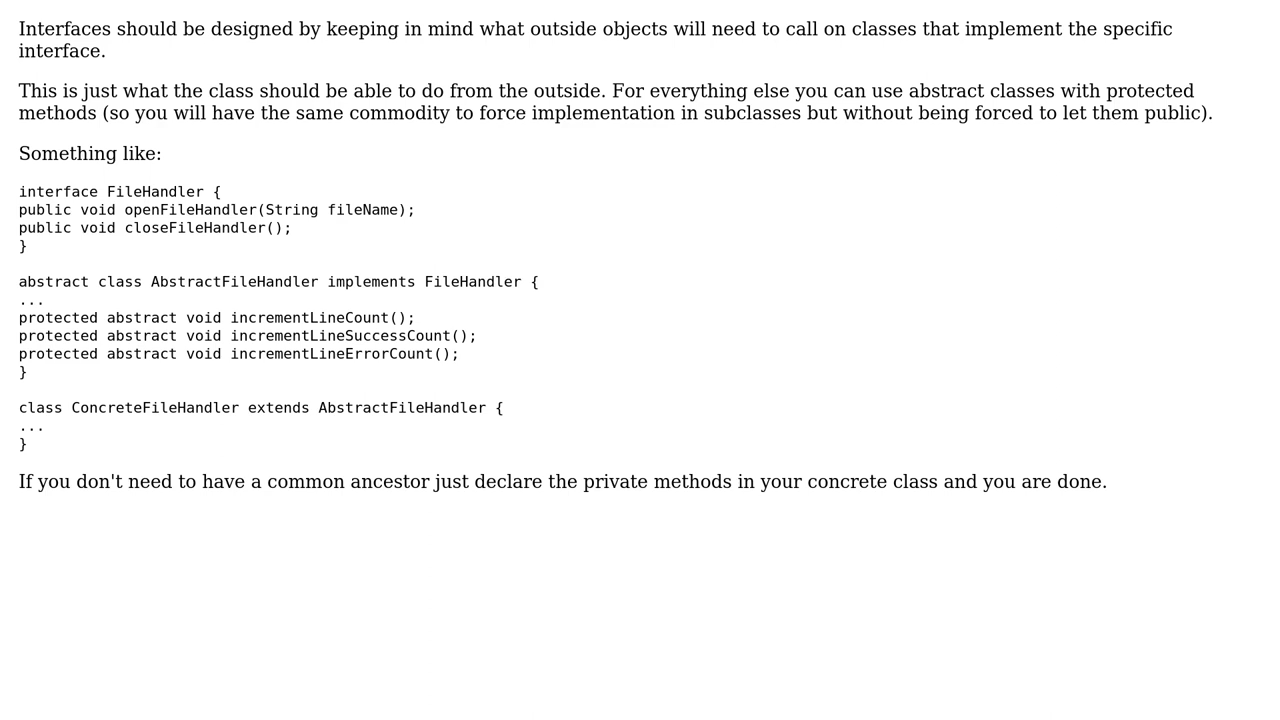 Interfaces should be designed by keeping in mind what outside objects will need to call on classes that implement the specific
interface.
This is just what the class should be able to do from the outside. For everything else you can use abstract classes with protected
methods (so you will have the same commodity to force implementation in subclasses but without being forced to let them public).
Something like:
interface FileHandler {
public void openFileHandler(String fileName);
public void closeFileHandler();
}
abstract class AbstractFileHandler implements FileHandler {
...
protected abstract void incrementLineCount();
protected abstract void incrementLineSuccessCount();
protected abstract void incrementLineErrorCount();
}
class ConcreteFileHandler extends AbstractFileHandler {
...
}
If you don't need to have a common ancestor just declare the private methods in your concrete class and you are done.